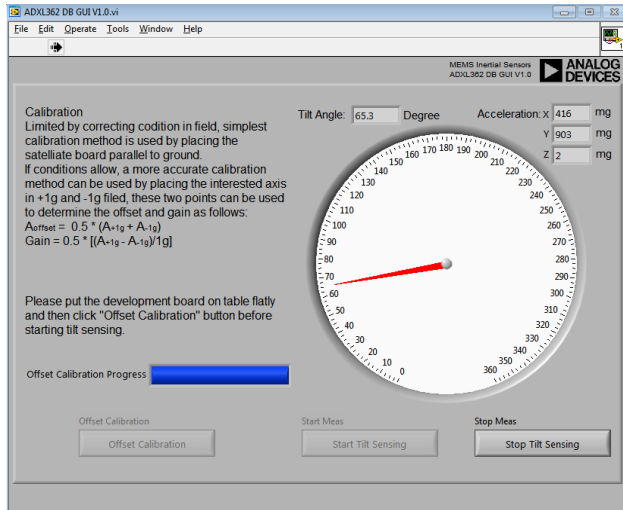 ADXL362 DB GUI V1.0.vi
File Edit Operate Tools Window Help
MEMS Inertial Sensors
ADXL362 DB GUI V1.0
ANALOG
DEVICES
Calibration
Limited by correcting codition in field, simplest
calibration method is used by placing the
satelliate board parallel to ground.
If conditions allow, a more accurate calibration
method can be used by placing the interested axis
in +1g and -1g filed, these two points can be used
to determine the offset and gain as follows:
Aoffset = 0.5 * (A+1g + A-1g)
Gain = 0.5 * [(A+1g - A-1g)/1g]
Please put the development board on table flatly
and then click "Offset Calibration" button before
starting tilt sensing.
Offset Calibration Progress
Tilt Angle: 65.3 Degree
Acceleration: X 416 mg
Y 903 mg
Z 2 mg
0
10
20
30
40
50
60
70
80
90
100
110
120
130
140
150
160
170
180
190
200
210
220
230
240
250
260
270
280
290
300
310
320
330
340
350
360
Offset Calibration
Offset Calibration
Start Meas
Start Tilt Sensing
Stop Meas
Stop Tilt Sensing